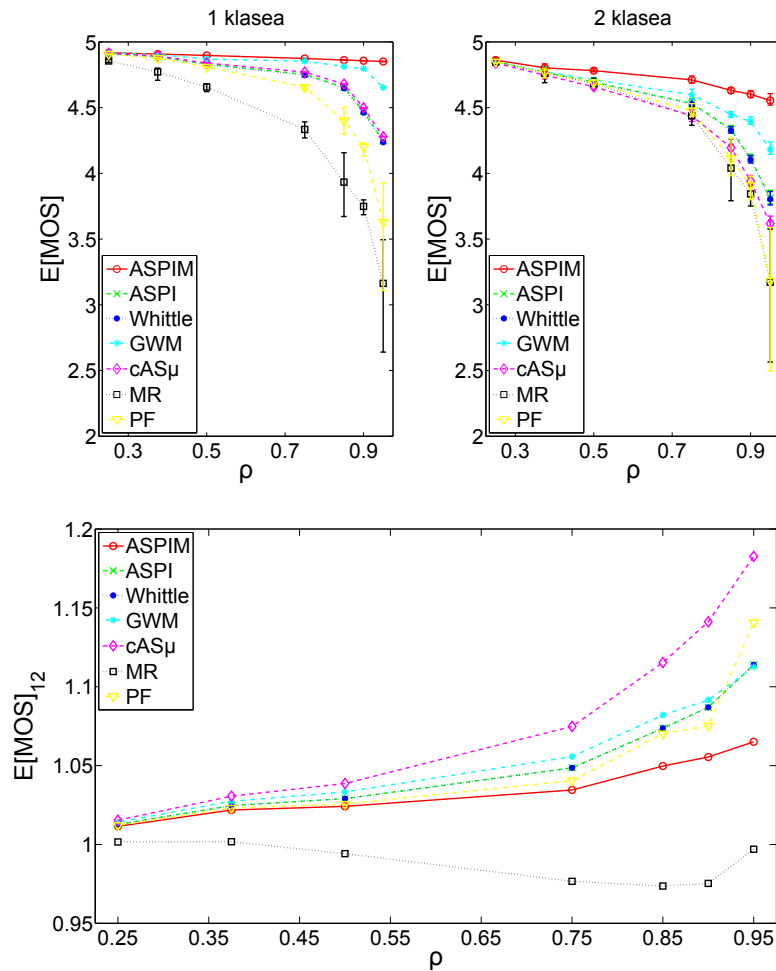 1 klasea
5
4.5
4
3.5
3
2.5
2
E[MOS]
ASPIM
ASPI
Whittle
GWM
cASμ
MR
PF
0.3 0.5 0.7 0.9
ρ
2 klasea
5
4.5
4
3.5
3
2.5
2
E[MOS]
ASPIM
ASPI
Whittle
GWM
cASμ
MR
PF
0.3 0.5 0.7 0.9
ρ
1.2
1.15
1.1
1.05
1
0.95
E[MOS]12
ASPIM
ASPI
Whittle
GWM
cASμ
MR
PF
0.25 0.35 0.45 0.55 0.65 0.75 0.85 0.95
ρ